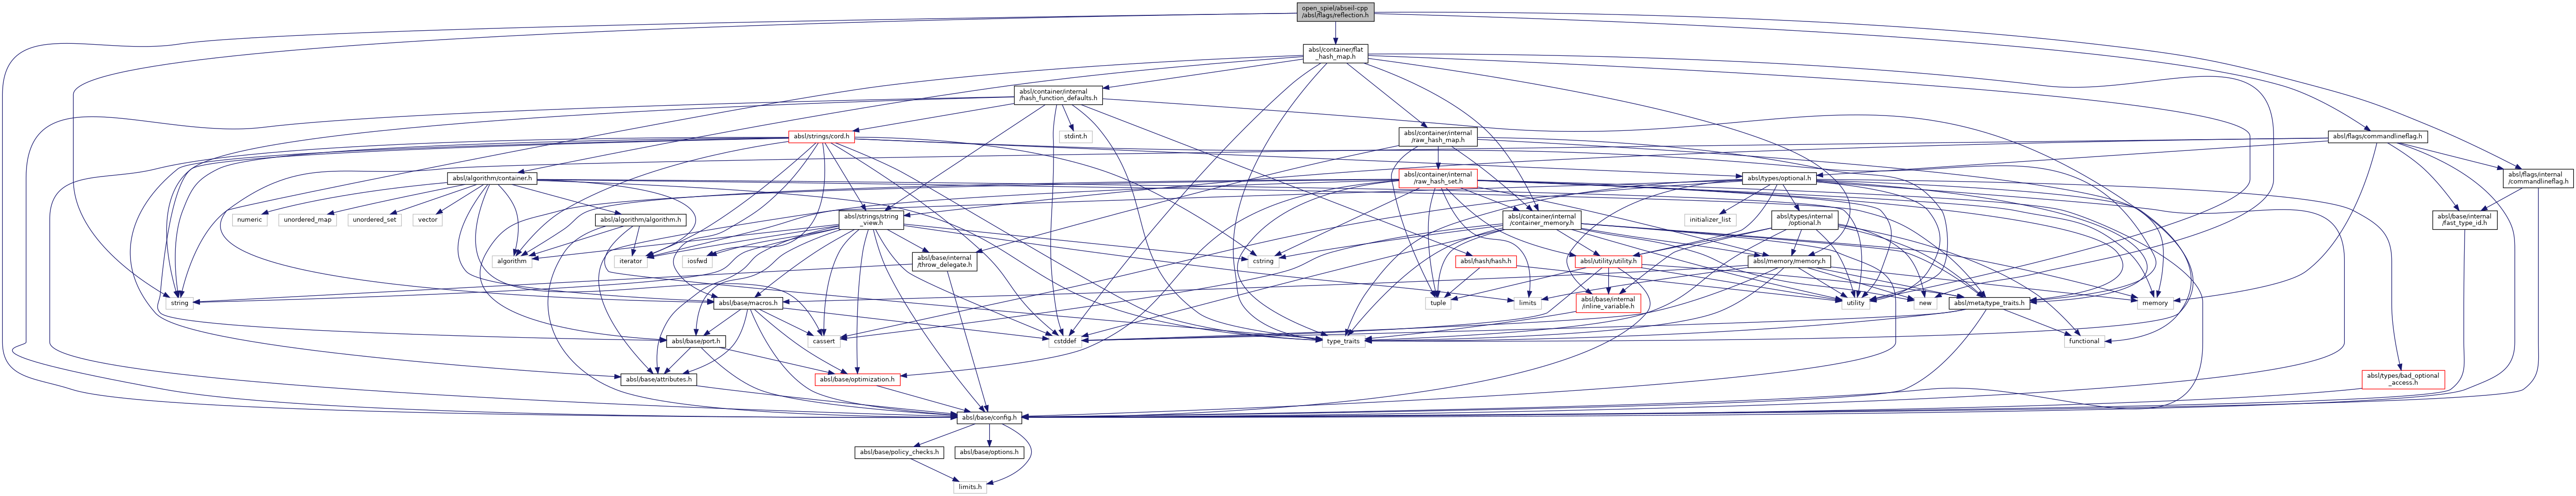 open_spiel/abseil-cpp
/absl/flags/reflection.h
absl/container/flat
_hash_map.h
absl/container/internal
/hash_function_defaults.h
absl/strings/cord.h
stdint.h
absl/container/internal
/raw_hash_map.h
absl/flags/commandlineflag.h
absl/algorithm/container.h
absl/container/internal
/raw_hash_set.h
absl/types/optional.h
absl/flags/internal
/commandlineflag.h
numeric
unordered_map
unordered_set
vector
absl/algorithm/algorithm.h
absl/strings/string
_view.h
absl/container/internal
/container_memory.h
initializer_list
absl/types/internal
/optional.h
absl/base/internal
/fast_type_id.h
algorithm
iterator
iosfwd
absl/base/internal
/throw_delegate.h
cstring
absl/hash/hash.h
absl/utility/utility.h
absl/memory/memory.h
string
absl/base/macros.h
limits
tuple
absl/base/internal
/inline_variable.h
utility
new
absl/meta/type_traits.h
memory
absl/base/port.h
cassert
cstddef
type_traits
functional
absl/base/attributes.h
absl/base/optimization.h
absl/types/bad_optional
_access.h
absl/base/config.h
absl/base/policy_checks.h
absl/base/options.h
limits.h